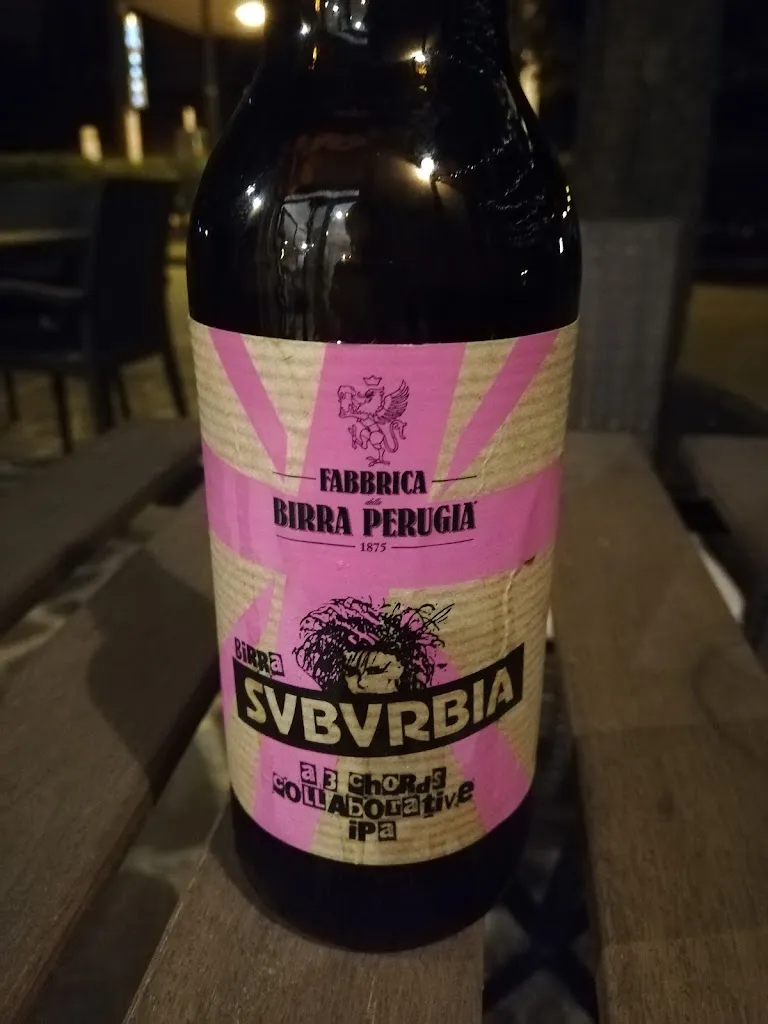 FABBRICA
della
BIRRA PERUGIA
1875
BiRRa
SVBVRBIA
a 3 chORdS
cOLLABORative
iPa